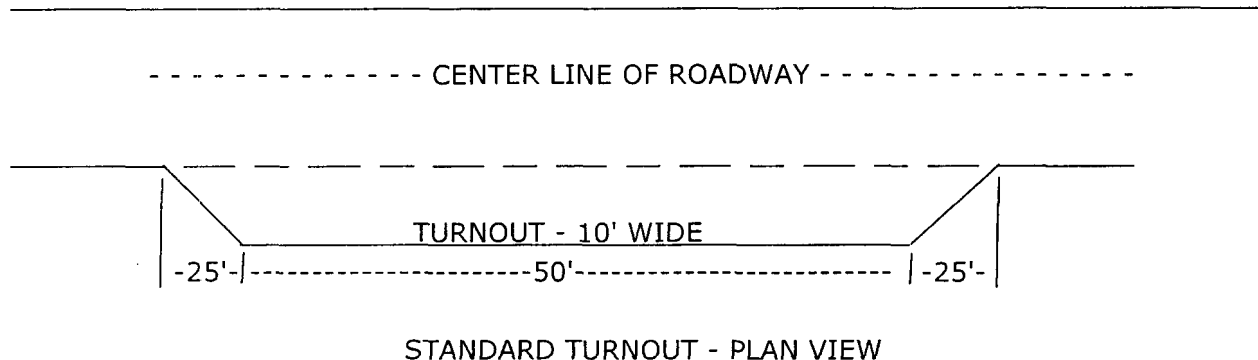 - - - - - - - - - - - - - CENTER LINE OF ROADWAY - - - - - - - - - - - - - - -
TURNOUT - 10' WIDE
-25'-|--------------------------50'----------------------------- |-25'-
STANDARD TURNOUT - PLAN VIEW